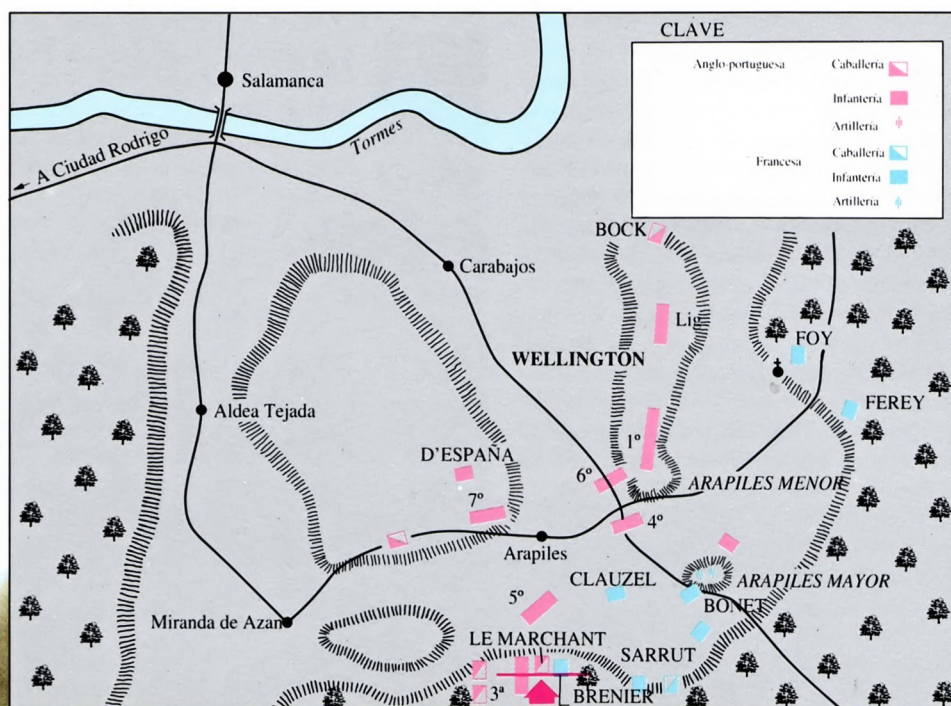 CLAVE
Anglo-portuguesa
Caballería
Infantería
Artillería
Francesa
Caballería
Infantería
Artillería
Salamanca
Tormes
A Ciudad Rodrigo
BOCK
Carabajos
Lig.
WELLINGTON
FOY
FEREY
Aldea Tejada
D'ESPAÑA
1º
6º
ARAPILES MENOR
7º
4º
Arapiles
ARAPILES MAYOR
CLAUZEL
BONET
5º
Miranda de Azan
LE MARCHANT
SARRUT
3ª
BRENIER